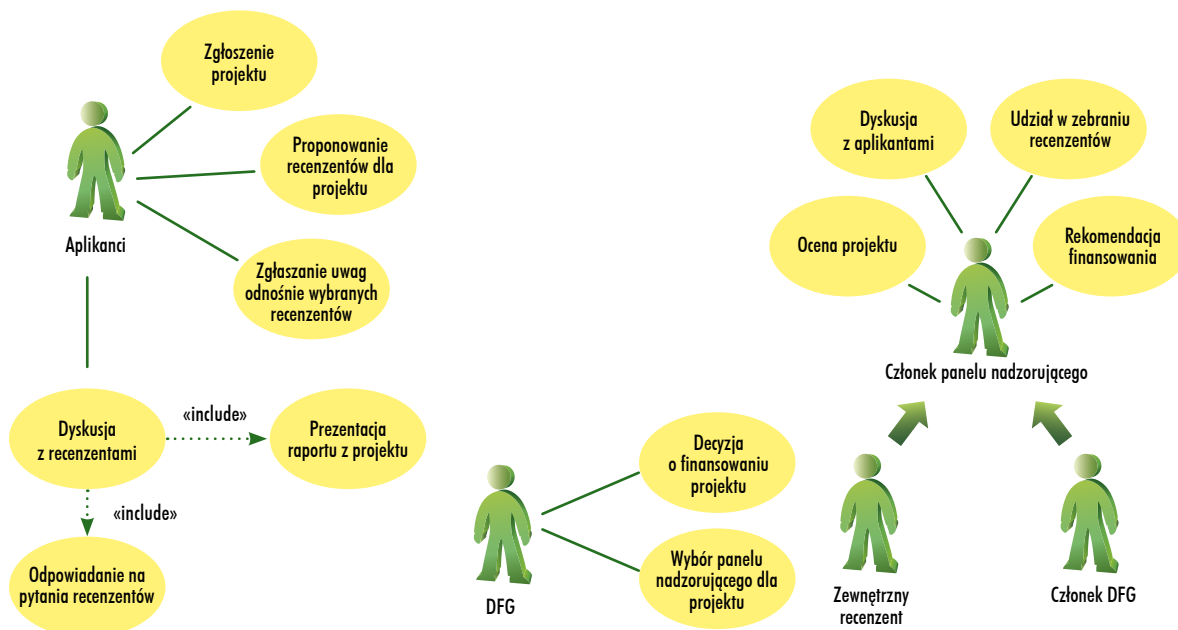 Zgłoszenie
projektu
Proponowanie
recenzentów dla
projektu
Aplikanci
Zgłaszanie uwag
odnośnie wybranych
recenzentów
Dyskusja
z recenzentami
«include»
Prezentacja
raportu z projektu
«include»
Odpowiadanie na
pytania recenzentów
DFG
Decyzja
o finansowaniu
projektu
Wybór panelu
nadzorującego dla
projektu
Dyskusja
z aplikantami
Udział w zebraniu
recenzentów
Ocena projektu
Rekomendacja
finansowania
Członek panelu nadzorującego
Zewnętrzny
recenzent
Członek DFG